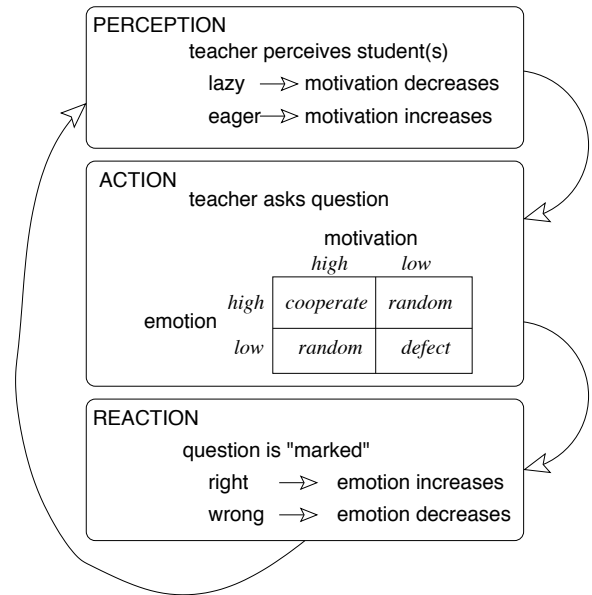 PERCEPTION
teacher perceives student(s)
lazy motivation decreases
eager motivation increases
ACTION
teacher asks question
motivation
high low
high cooperate random
emotion
low random defect
REACTION
question is "marked"
right emotion increases
wrong emotion decreases